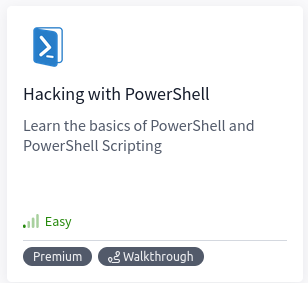 Hacking with PowerShell
Learn the basics of PowerShell and
PowerShell Scripting
Easy
Premium
Walkthrough